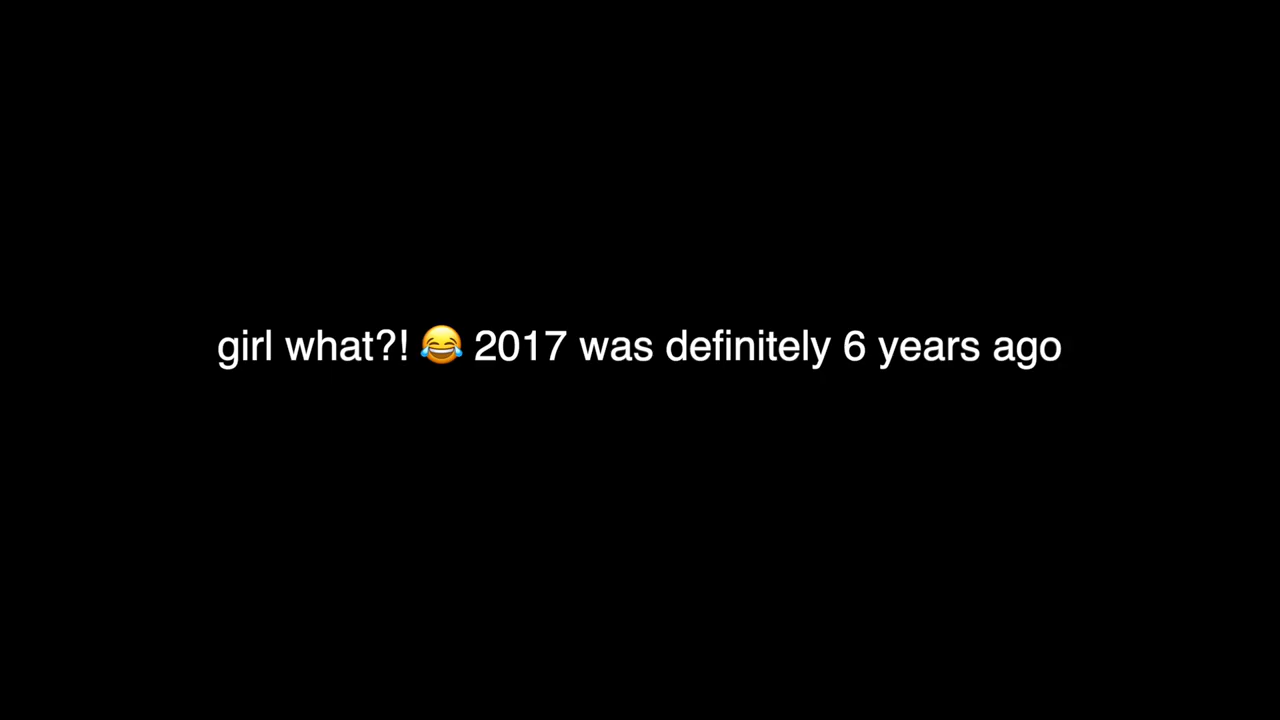 girl what?! 😂 2017 was definitely 6 years ago